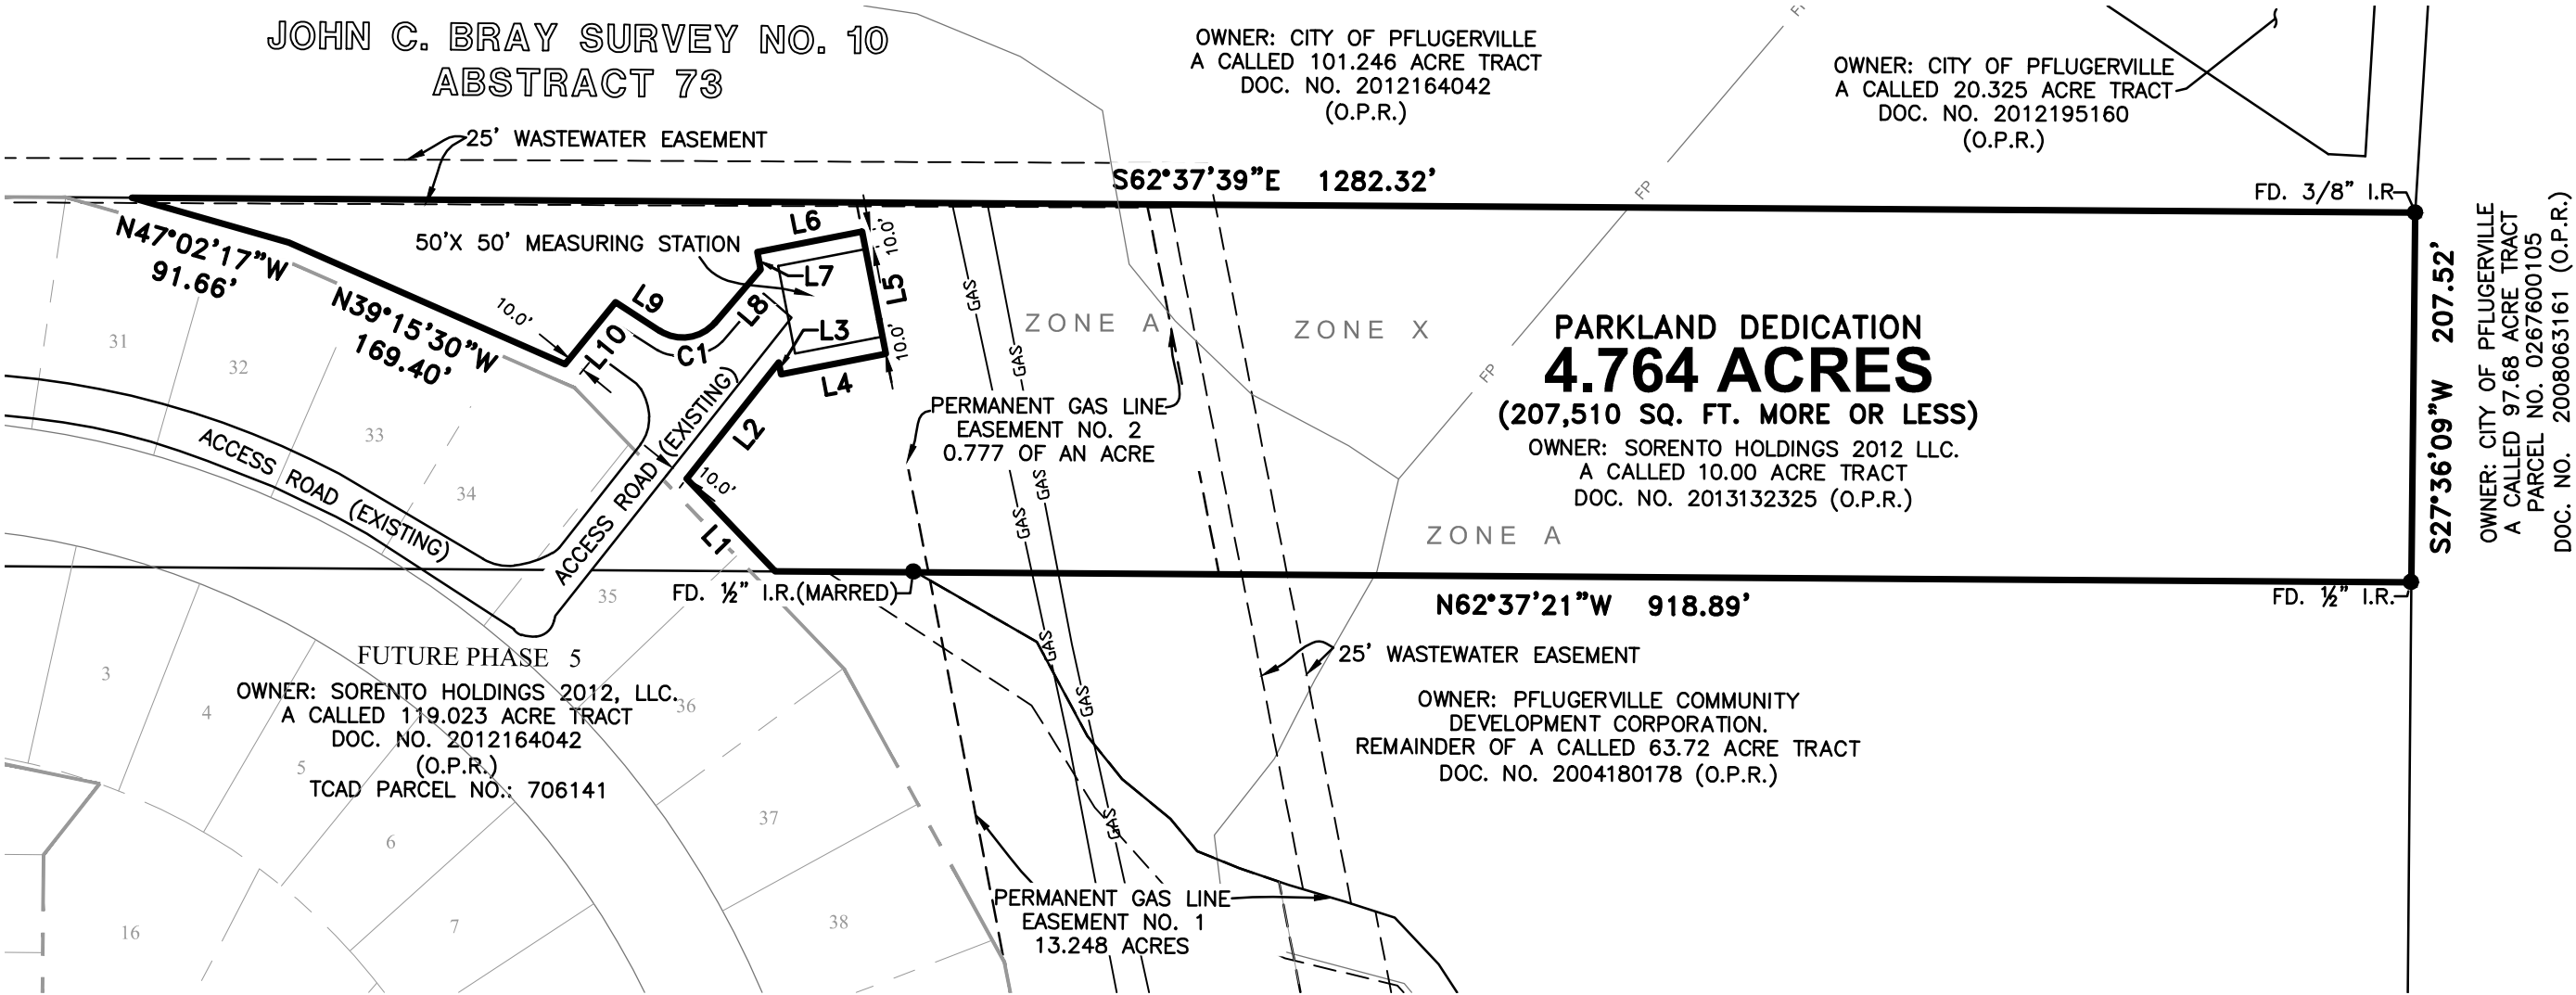 JOHN C. BRAY SURVEY NO. 10
ABSTRACT 73
OWNER: CITY OF PFLUGERVILLE
A CALLED 101.246 ACRE TRACT
DOC. NO. 2012164042
(O.P.R.)
OWNER: CITY OF PFLUGERVILLE
A CALLED 20.325 ACRE TRACT
DOC. NO. 2012195160
(O.P.R.)
25' WASTEWATER EASEMENT
S62°37'39"E 1282.32'
FD. 3/8" I.R
N47°02'17"W
91.66'
N39°15'30"W
169.40'
50'X 50' MEASURING STATION
L6
L7
L5
L9
L8
L3
L10
C1
L4
L2
L1
10.0'
10.0'
10.0'
10.0'
GAS
GAS
GAS
GAS
GAS
GAS
GAS
FP
FP
FP
ZONE A
ZONE X
ZONE A
PARKLAND DEDICATION
4.764 ACRES
(207,510 SQ. FT. MORE OR LESS)
OWNER: SORENTO HOLDINGS 2012 LLC.
A CALLED 10.00 ACRE TRACT
DOC. NO. 2013132325 (O.P.R.)
S27°36'09"W 207.52'
OWNER: CITY OF PFLUGERVILLE
A CALLED 97.68 ACRE TRACT
PARCEL NO. 0267600105
DOC. NO. 2008063161 (O.P.R.)
PERMANENT GAS LINE
EASEMENT NO. 2
0.777 OF AN ACRE
31
32
33
34
35
36
37
38
ACCESS ROAD (EXISTING)
ACCESS ROAD (EXISTING)
FD. ½" I.R.(MARRED)
N62°37'21"W 918.89'
FD. ½" I.R.
25' WASTEWATER EASEMENT
FUTURE PHASE 5
OWNER: SORENTO HOLDINGS 2012, LLC.
A CALLED 119.023 ACRE TRACT
DOC. NO. 2012164042
(O.P.R.)
TCAD PARCEL NO.: 706141
OWNER: PFLUGERVILLE COMMUNITY
DEVELOPMENT CORPORATION.
REMAINDER OF A CALLED 63.72 ACRE TRACT
DOC. NO. 2004180178 (O.P.R.)
3
4
5
6
7
16
PERMANENT GAS LINE
EASEMENT NO. 1
13.248 ACRES